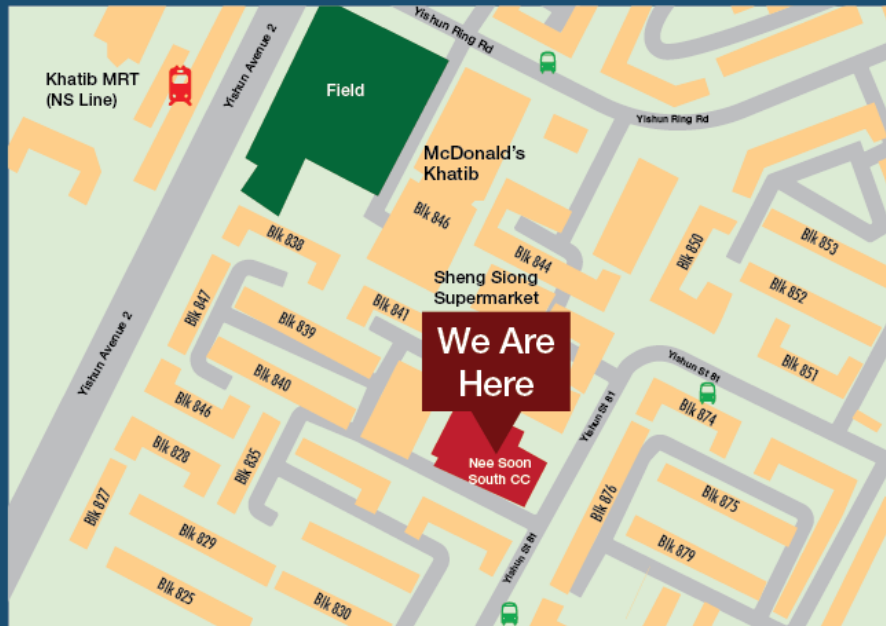 Yishun Avenue 2
Yishun Ring Rd
Khatib MRT
(NS Line)
Field
Yishun Ring Rd
McDonald's
Khatib
Blk 846
Blk 838
Blk 844
Blk 850
Blk 853
Sheng Siong
Supermarket
Blk 852
Blk 847
Blk 841
Blk 839
Yishun Avenue 2
We Are
Here
Blk 851
Yishun St 81
Blk 840
Blk 846
Yishun St 81
Blk 874
Blk 828
Blk 835
Nee Soon
South CC
Blk 827
Blk 876
Blk 875
Blk 829
Blk 879
Yishun St 81
Blk 825
Blk 830